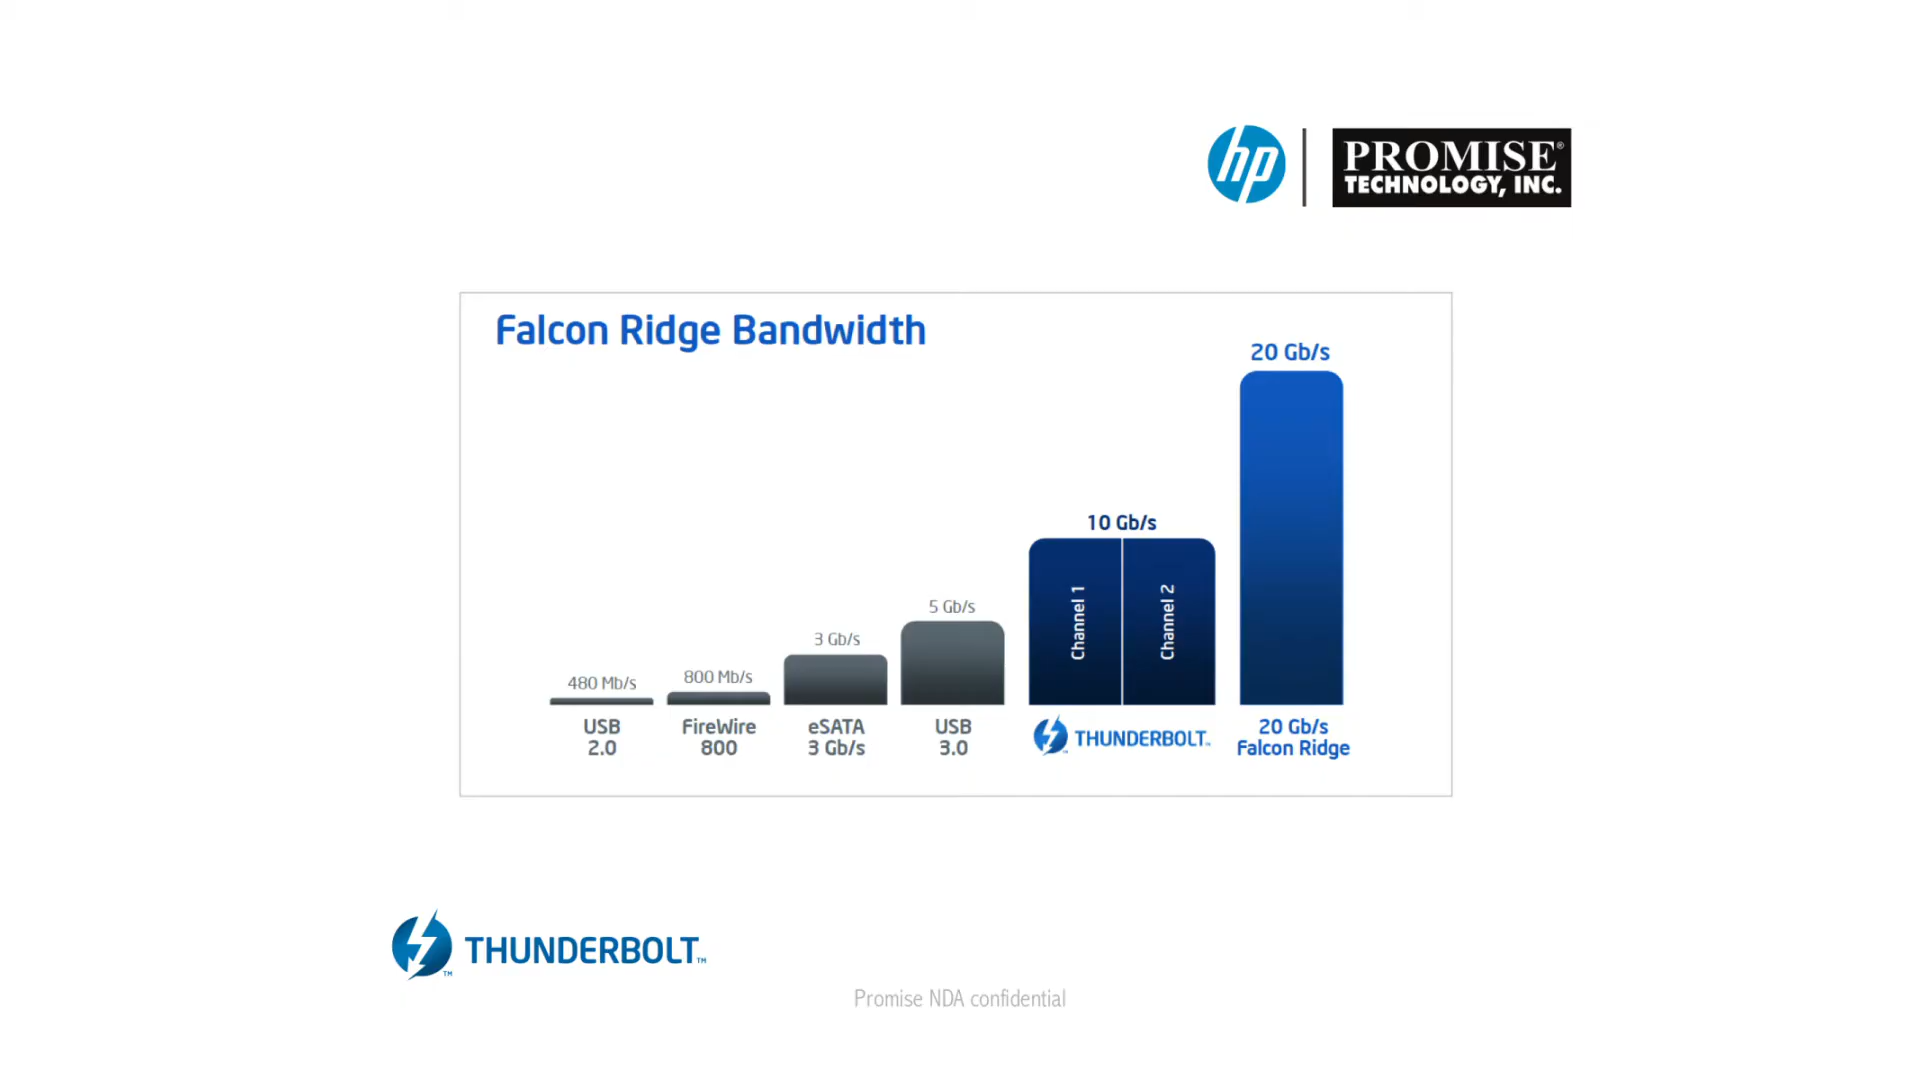 hp
PROMISE®
TECHNOLOGY, INC.
Falcon Ridge Bandwidth
20 Gb/s
10 Gb/s
Channel 1
Channel 2
5 Gb/s
3 Gb/s
800 Mb/s
480 Mb/s
USB
2.0
FireWire
800
eSATA
3 Gb/s
USB
3.0
THUNDERBOLT™
20 Gb/s
Falcon Ridge
THUNDERBOLT™
Promise NDA confidential